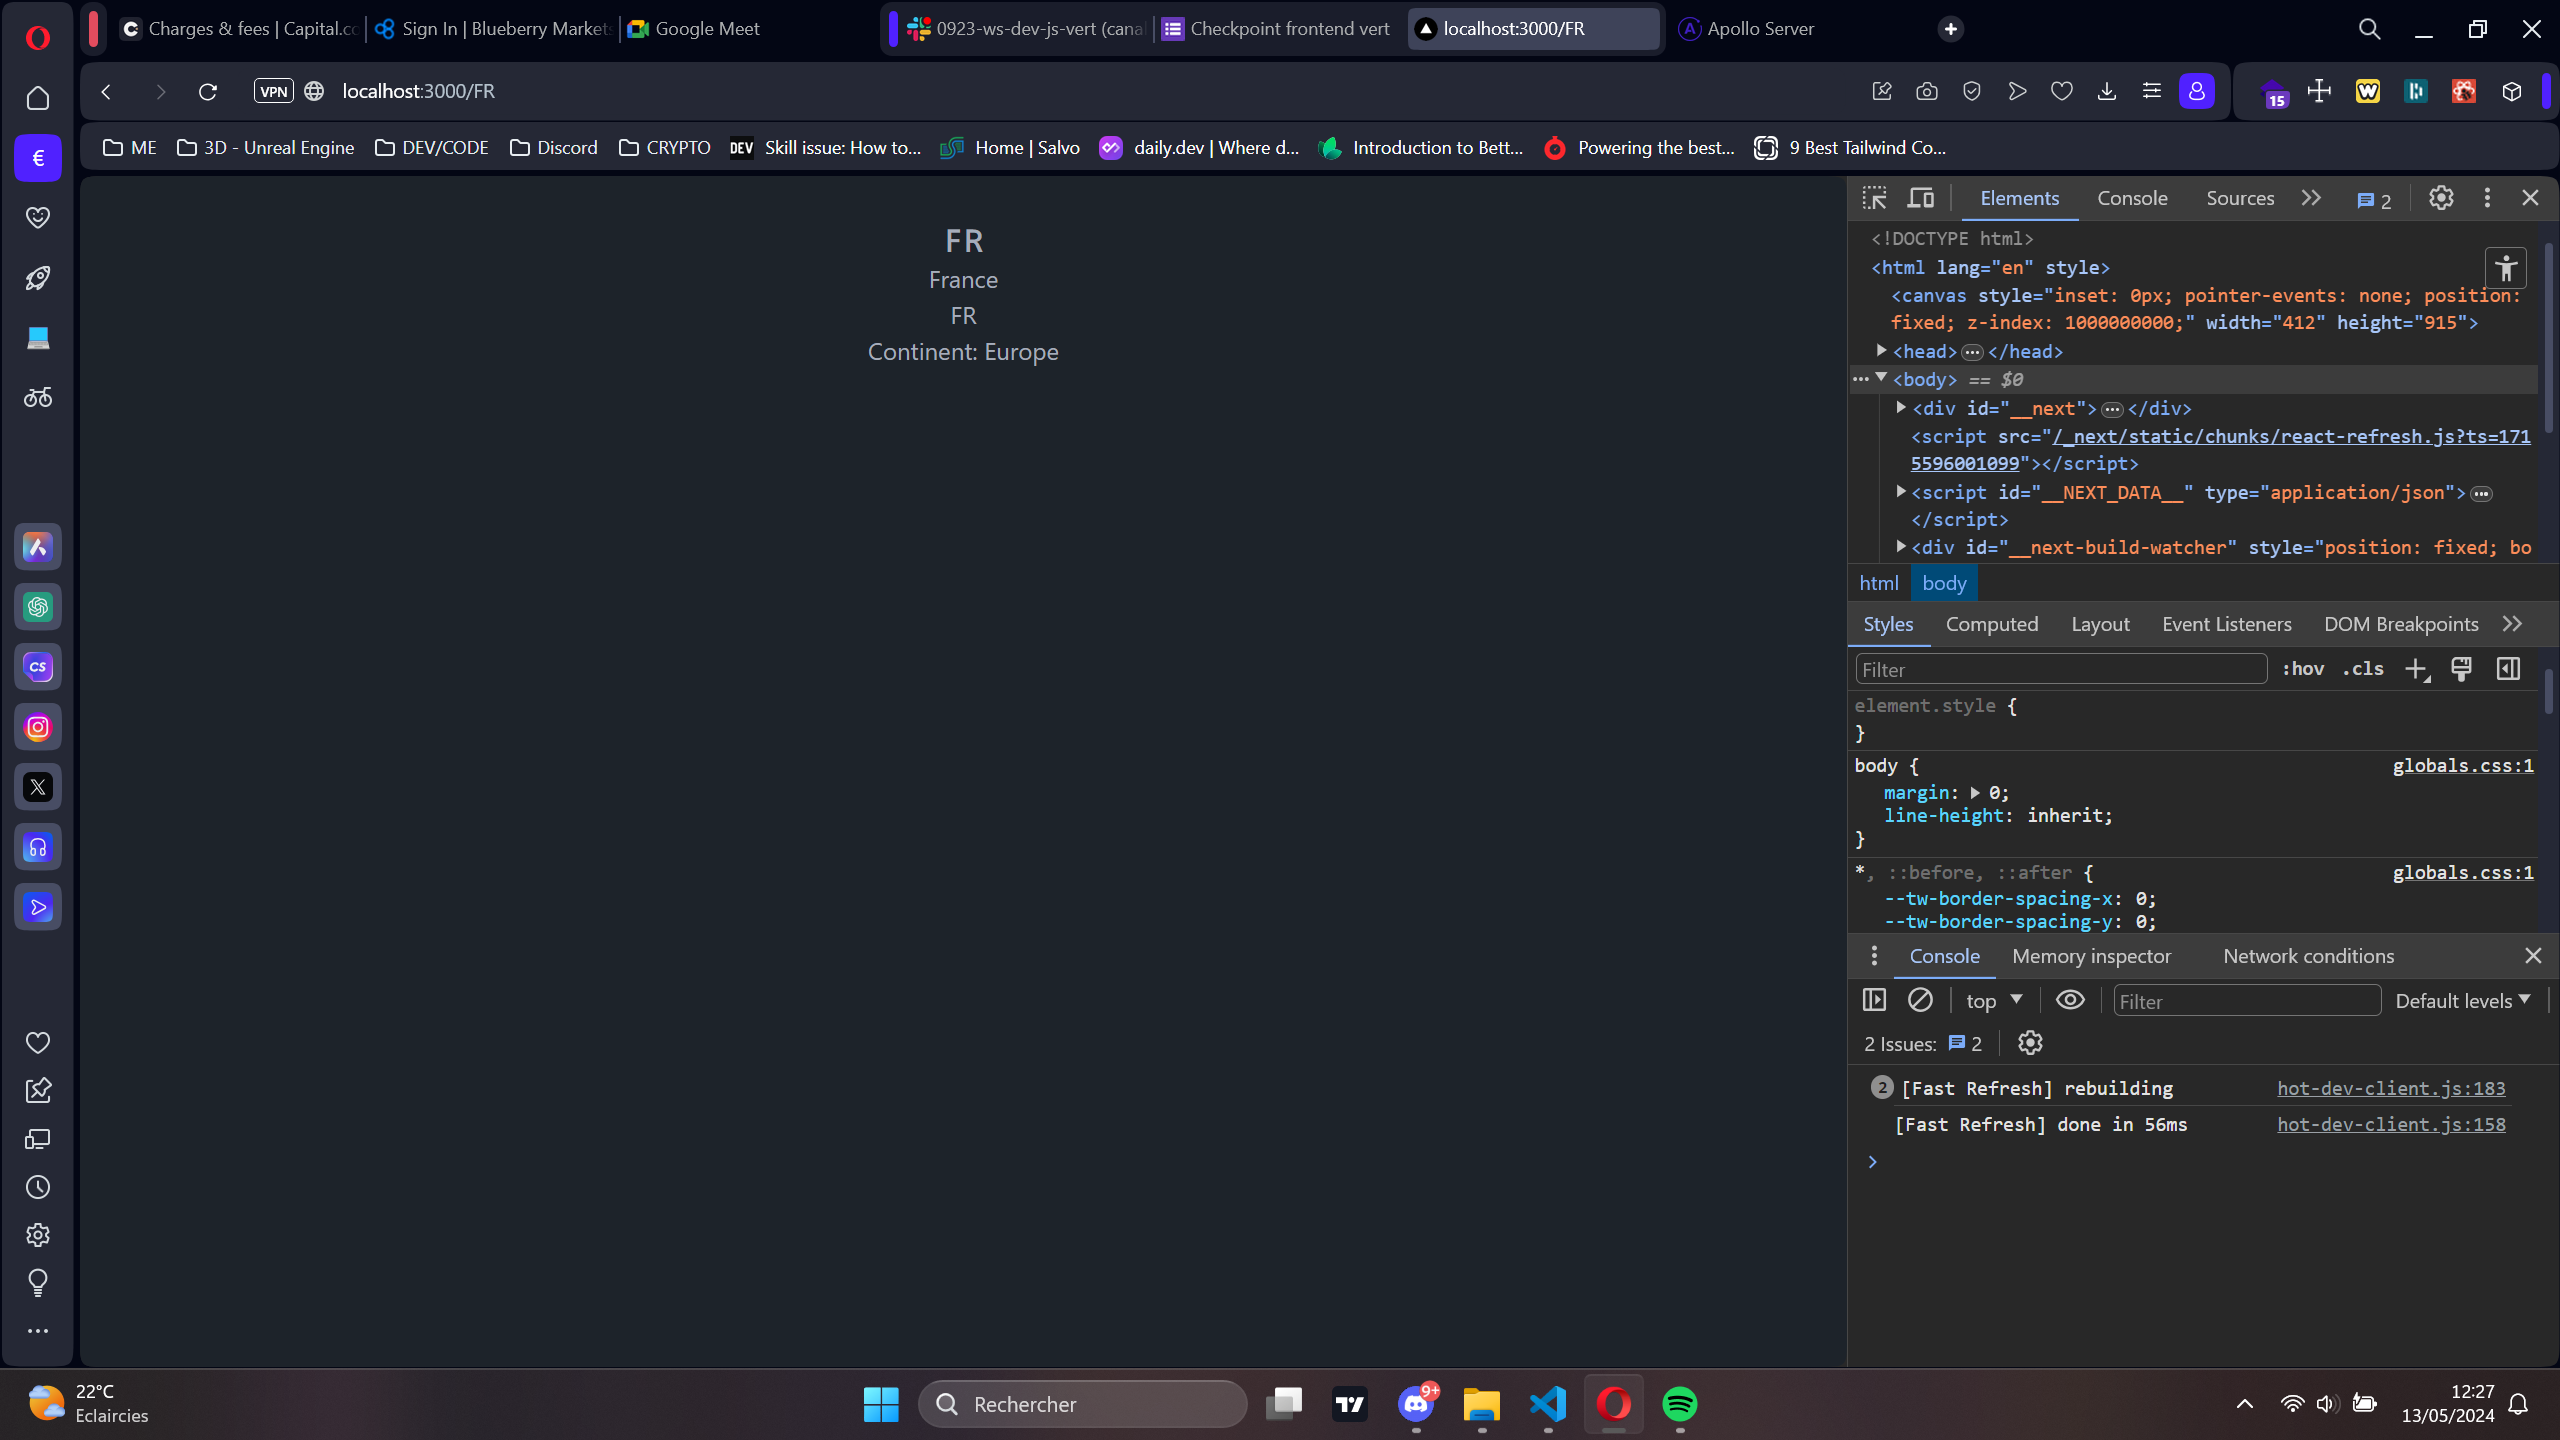 Charges & fees | Capital.co
Sign In | Blueberry Markets
Google Meet
0923-ws-dev-js-vert (canal
Checkpoint frontend vert
localhost:3000/FR
Apollo Server
VPN
localhost:3000/FR
15
ME
3D - Unreal Engine
DEV/CODE
Discord
CRYPTO
DEV Skill issue: How to...
Home | Salvo
daily.dev | Where d...
Introduction to Bett...
Powering the best...
9 Best Tailwind Co...
€
CS
FR
France
FR
Continent: Europe
Elements
Console
Sources
2
<!DOCTYPE html>
<html lang="en" style>
<canvas style="inset: 0px; pointer-events: none; position:
fixed; z-index: 1000000000;" width="412" height="915">
<head>…</head>
<body> == $0
<div id="__next">…</div>
<script src="/_next/static/chunks/react-refresh.js?ts=171
5596001099"></script>
<script id="__NEXT_DATA__" type="application/json">…
</script>
<div id="__next-build-watcher" style="position: fixed; bo
html body
Styles
Computed
Layout
Event Listeners
DOM Breakpoints
Filter
:hov .cls
element.style {
}
body {
globals.css:1
margin: 0;
line-height: inherit;
}
*, ::before, ::after {
globals.css:1
--tw-border-spacing-x: 0;
--tw-border-spacing-y: 0;
Console
Memory inspector
Network conditions
top
Filter
Default levels
2 Issues: 2
2 [Fast Refresh] rebuilding
hot-dev-client.js:183
[Fast Refresh] done in 56ms
hot-dev-client.js:158
22°C
Eclaircies
Rechercher
9+
12:27
13/05/2024